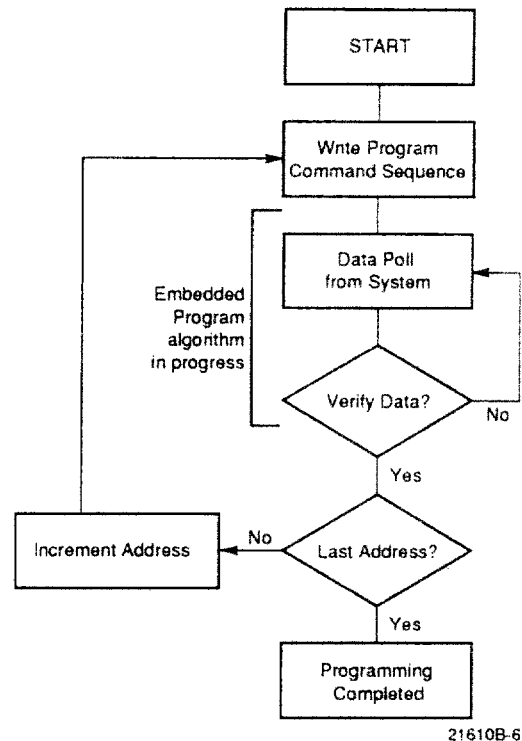 START
Write Program
Command Sequence
Data Poll
from System
Embedded
Program
algorithm
in progress
Verify Data?
No
Yes
Increment Address
No
Last Address?
Yes
Programming
Completed
21610B-6